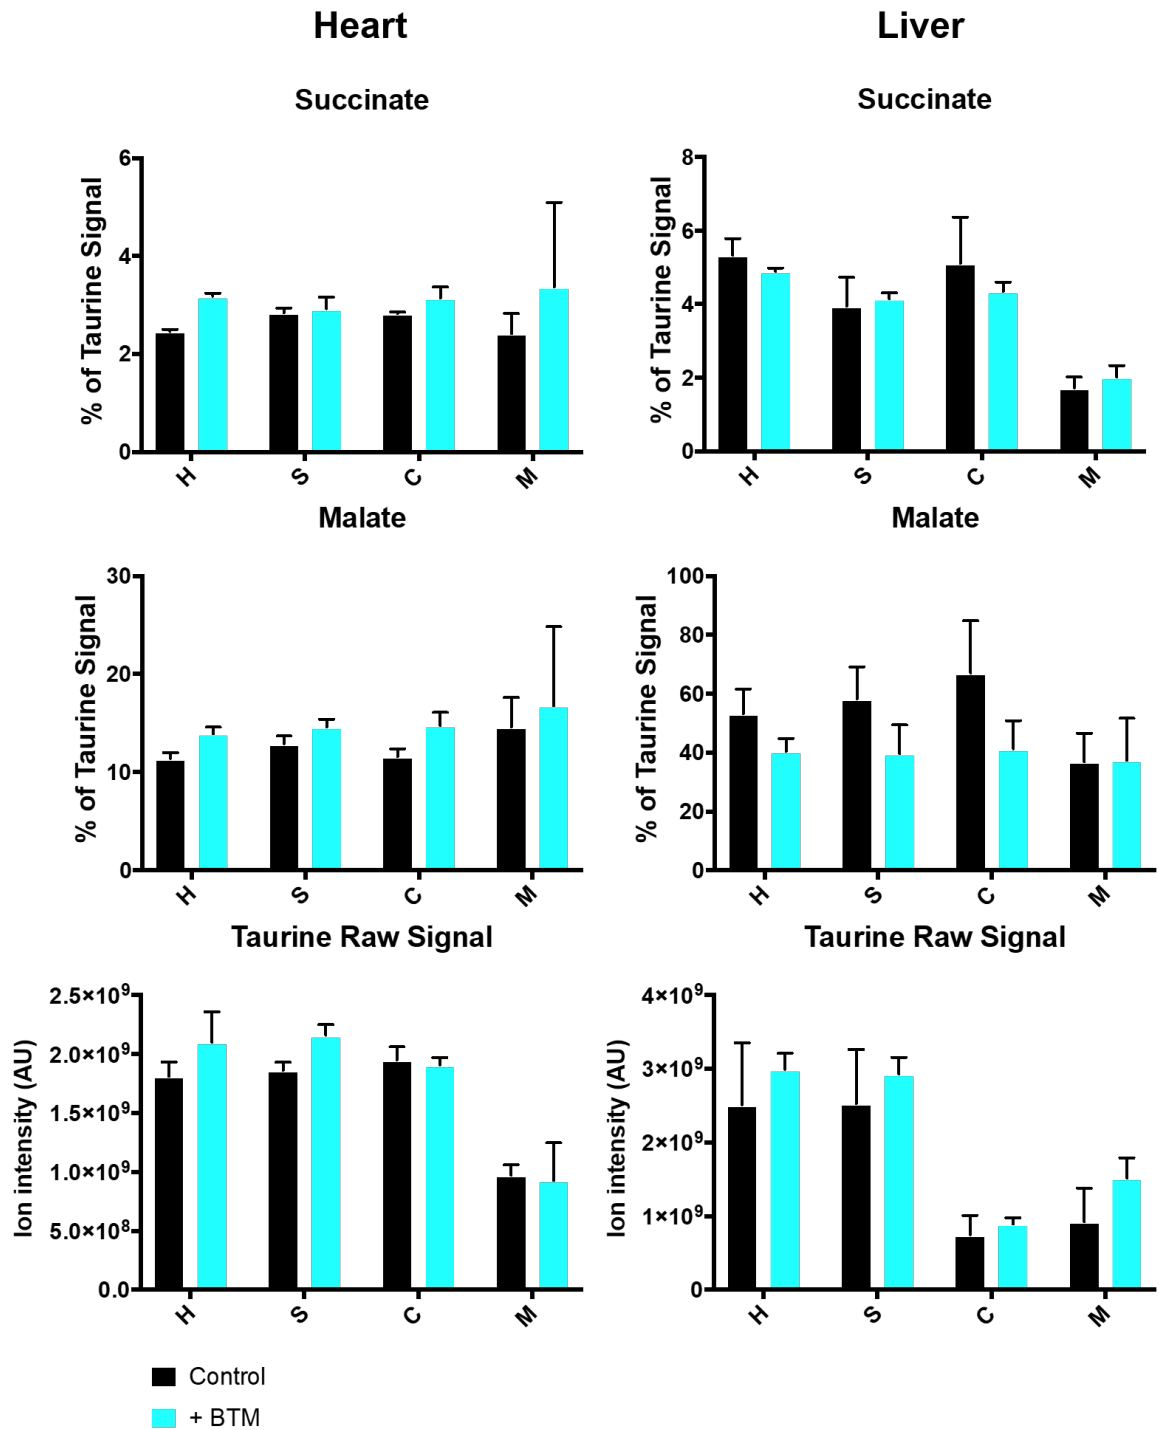 Heart
Liver
Succinate
% of Taurine Signal
6
4
2
0
H S C M
Succinate
% of Taurine Signal
8
6
4
2
0
H S C M
Malate
% of Taurine Signal
30
20
10
0
H S C M
Malate
% of Taurine Signal
100
80
60
40
20
0
H S C M
Taurine Raw Signal
Ion intensity (AU)
2.5×10⁹
2.0×10⁹
1.5×10⁹
1.0×10⁹
5.0×10⁸
0.0
H S C M
Taurine Raw Signal
Ion intensity (AU)
4×10⁹
3×10⁹
2×10⁹
1×10⁹
0
H S C M
Control
+ BTM